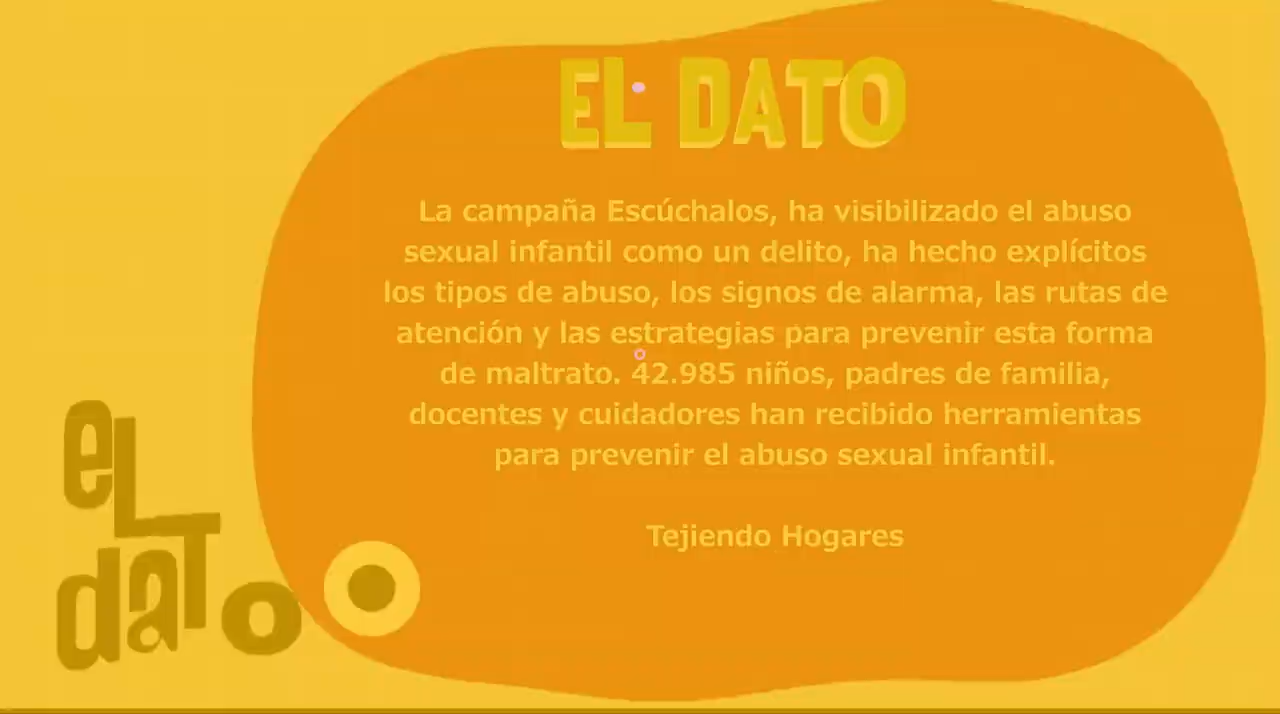 EL DATO
La campaña Escúchalos, ha visibilizado el abuso
sexual infantil como un delito, ha hecho explícitos
los tipos de abuso, los signos de alarma, las rutas de
atención y las estrategias para prevenir esta forma
de maltrato. 42.985 niños, padres de familia,
docentes y cuidadores han recibido herramientas
para prevenir el abuso sexual infantil.
Tejiendo Hogares
eL
daTo